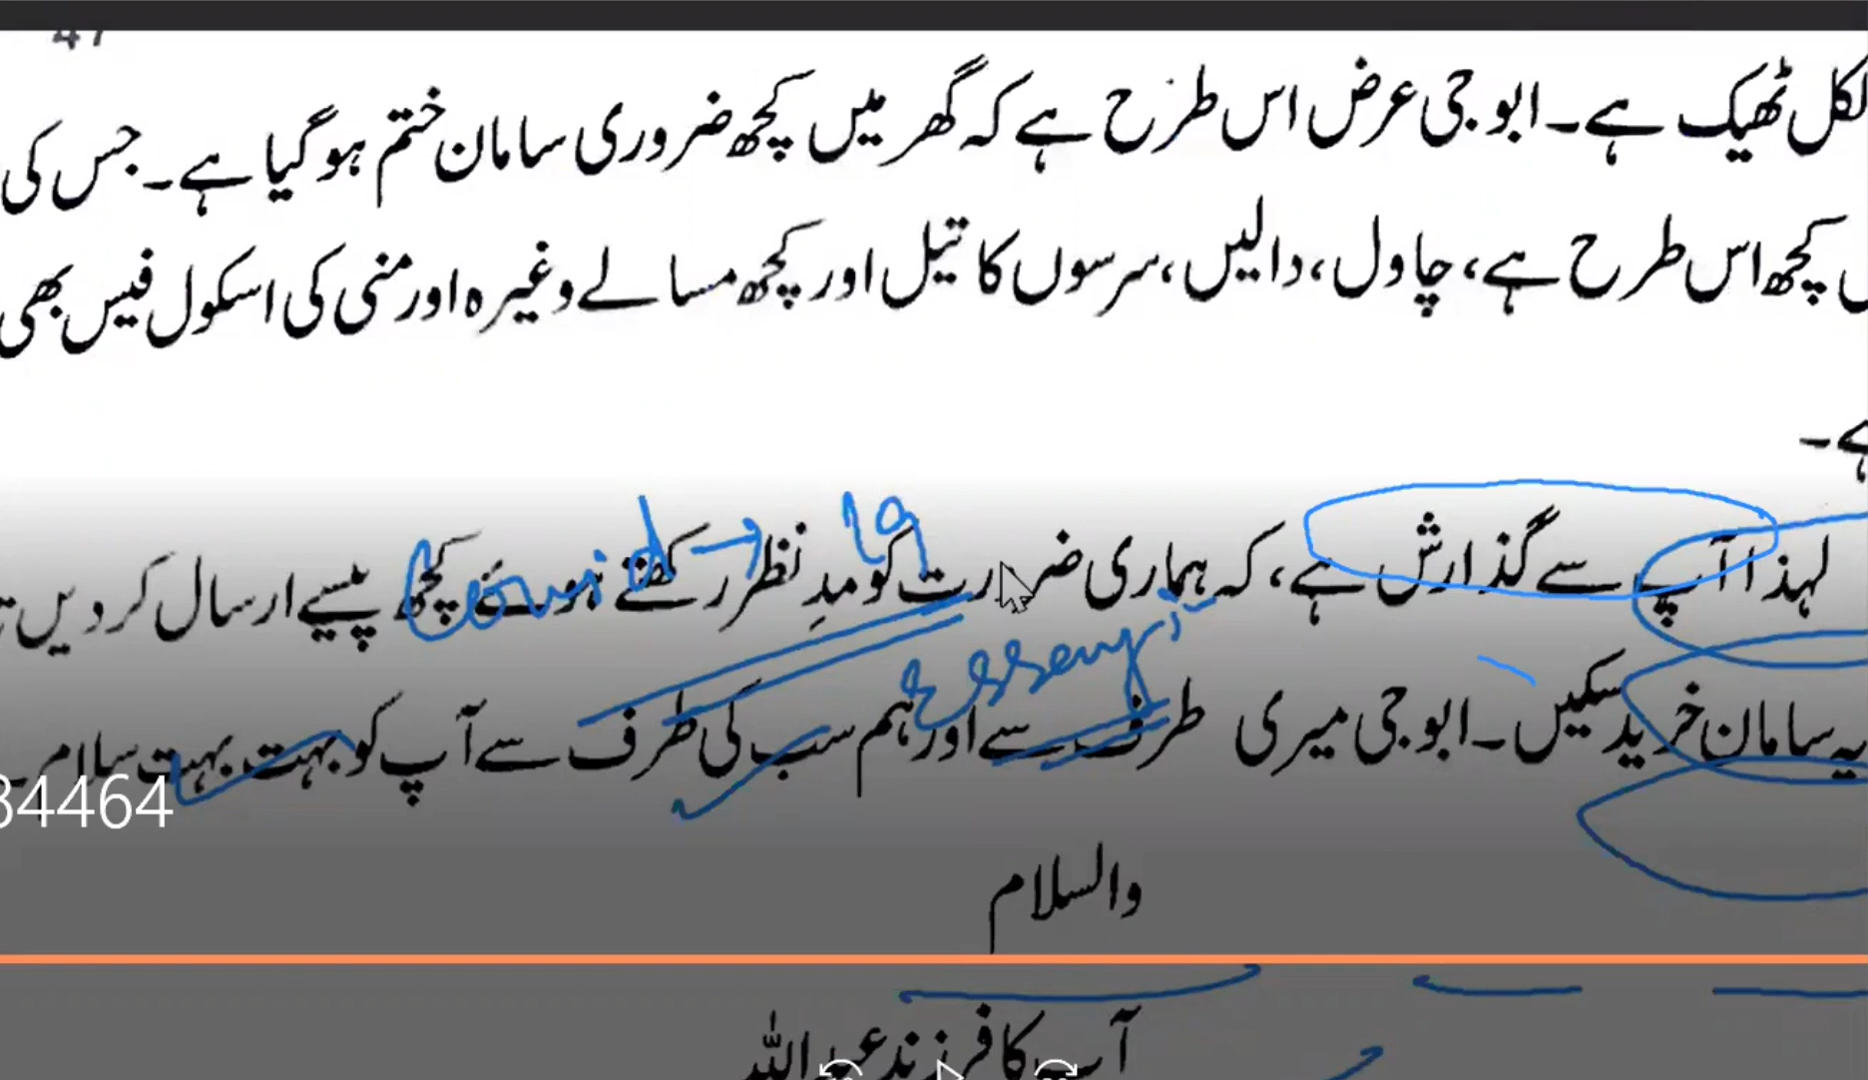 ٹھیک ہے۔ ابو جی عرض اس طرح ہے کہ گھر میں کچھ ضروری سامان ختم ہو گیا ہے۔ جس کی
کچھ اس طرح ہے، چاول، دالیں، سرسوں کا تیل اور کچھ مسالے وغیرہ اور منی کی اسکول فیس بھی
ہے۔
لہذا آپ سے گذارش ہے، کہ ہماری ضرورت کو مدِ نظر رکھتے ہوئے کچھ پیسے ارسال کر دیں
Covid - 19
یہ سامان خرید سکیں۔ ابو جی میری طرف سے اور ہم سب کی طرف سے آپ کو بہت بہت سلام۔
34464
والسلام
آپ کا فرزند عبد اللہ